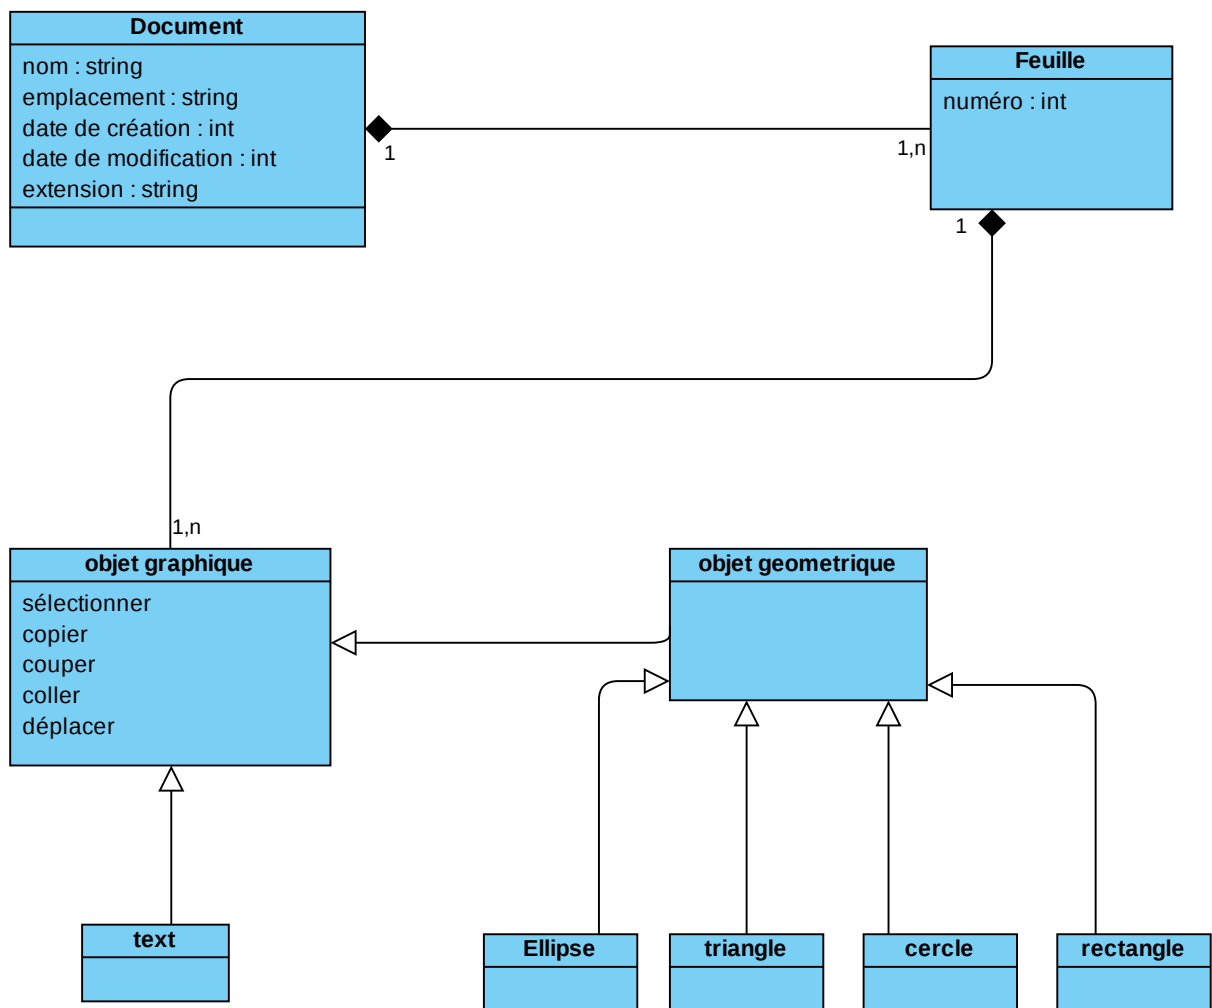 Document
nom : string
emplacement : string
date de création : int
date de modification : int
extension : string
1
1,n
Feuille
numéro : int
1
1,n
objet graphique
sélectionner
copier
couper
coller
déplacer
objet geometrique
text
Ellipse
triangle
cercle
rectangle